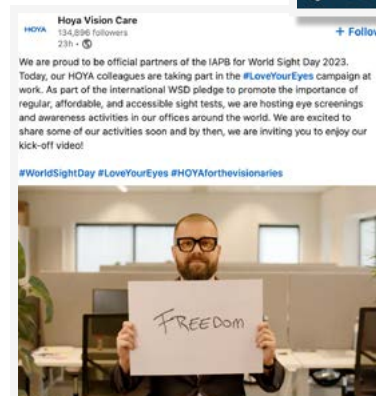 HOYA
Hoya Vision Care
134,896 followers
23h •
+ Follow
We are proud to be official partners of the IAPB for World Sight Day 2023.
Today, our HOYA colleagues are taking part in the #LoveYourEyes campaign at
work. As part of the international WSD pledge to promote the importance of
regular, affordable, and accessible sight tests, we are hosting eye screenings
and awareness activities in our offices around the world. We are excited to
share some of our activities soon and by then, we are inviting you to enjoy our
kick-off video!
#WorldSightDay #LoveYourEyes #HOYAforthevisionaries
FREEDOM